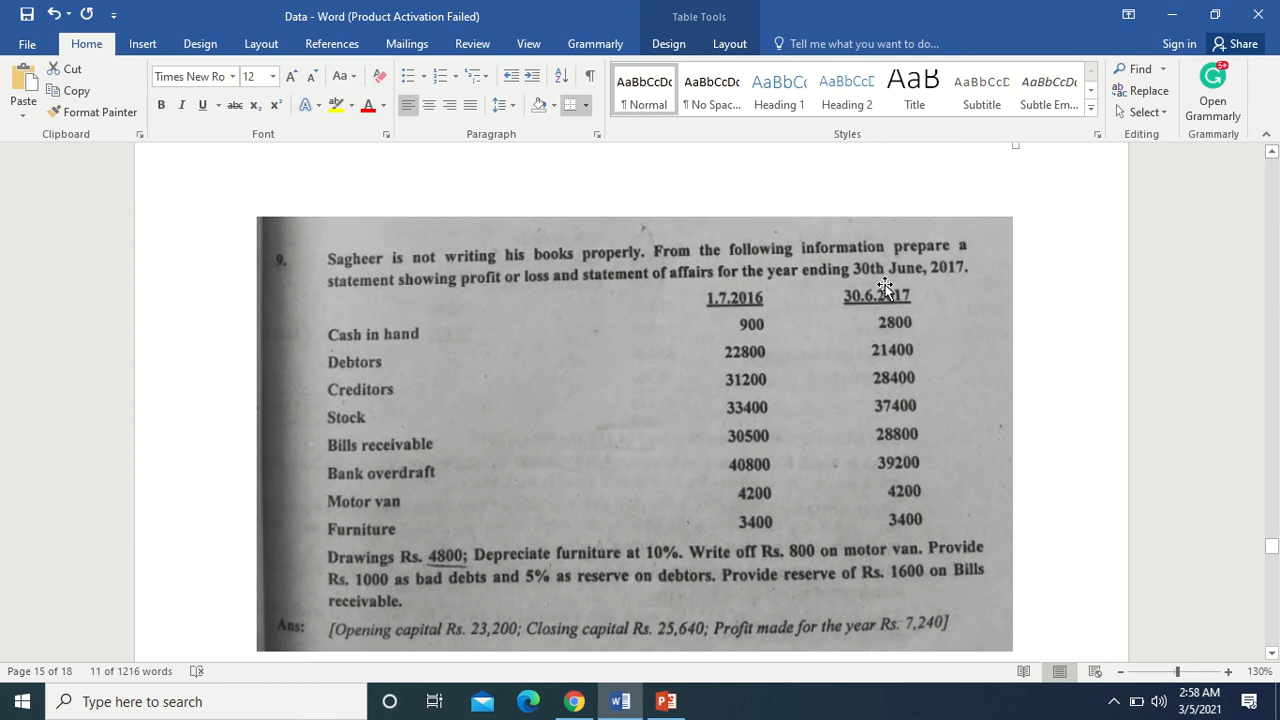 Data - Word (Product Activation Failed)
Table Tools
File Home Insert Design Layout References Mailings Review View Grammarly Design Layout Tell me what you want to do... Sign in Share
Paste
Cut
Copy
Format Painter
Clipboard
Times New Ro 12
Font
Paragraph
AaBbCcDc AaBbCcDc AaBbCc AaBbCcD AaB AaBbCcD AaBbCcDc
¶ Normal ¶ No Spac... Heading 1 Heading 2 Title Subtitle Subtle Em...
Styles
Find
Replace
Select
Editing
Open
Grammarly
Grammarly
9. Sagheer is not writing his books properly. From the following information prepare a
statement showing profit or loss and statement of affairs for the year ending 30th June, 2017.
1.7.2016 30.6.2017
Cash in hand 900 2800
Debtors 22800 21400
Creditors 31200 28400
Stock 33400 37400
Bills receivable 30500 28800
Bank overdraft 40800 39200
Motor van 4200 4200
Furniture 3400 3400
Drawings Rs. 4800; Depreciate furniture at 10%. Write off Rs. 800 on motor van. Provide
Rs. 1000 as bad debts and 5% as reserve on debtors. Provide reserve of Rs. 1600 on Bills
receivable.
Ans: [Opening capital Rs. 23,200; Closing capital Rs. 25,640; Profit made for the year Rs. 7,240]
Page 15 of 18 11 of 1216 words 130%
Type here to search
2:58 AM
3/5/2021